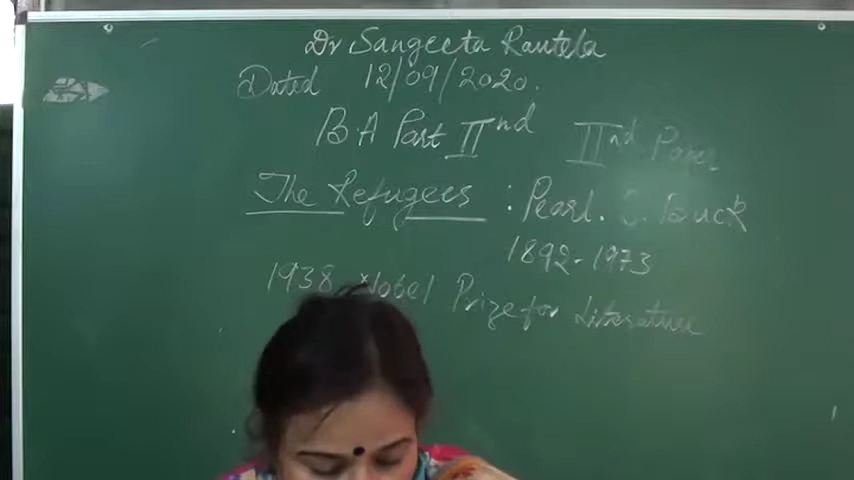 Dr Sangeeta Rautela
Dated 12/09/2020.
BA Part IInd IInd Paper
The Refugees : Pearl. S. Buck
1892-1973
1938 Nobel Prize for Literature